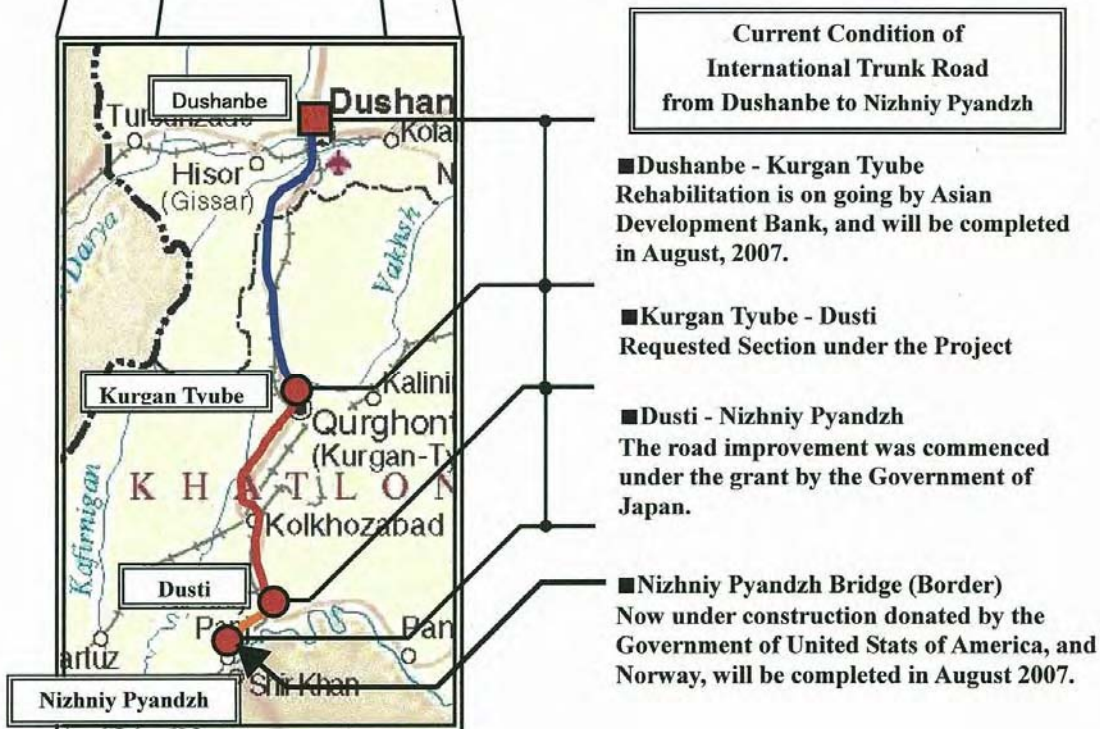 Dushanbe
Dushan
Kola
Hisor
(Gissar)
N
Darya
Vakhsh
Kurgan Tyube
Kalini
Qurghont
(Kurgan-Ty
K H A T L O N
Kolkhozabad
Kafirnigan
Dusti
Pan
artuz
Shir Khan
Nizhniy Pyandzh
Current Condition of
International Trunk Road
from Dushanbe to Nizhniy Pyandzh
■Dushanbe - Kurgan Tyube
Rehabilitation is on going by Asian
Development Bank, and will be completed
in August, 2007.
■Kurgan Tyube - Dusti
Requested Section under the Project
■Dusti - Nizhniy Pyandzh
The road improvement was commenced
under the grant by the Government of
Japan.
■Nizhniy Pyandzh Bridge (Border)
Now under construction donated by the
Government of United Stats of America, and
Norway, will be completed in August 2007.